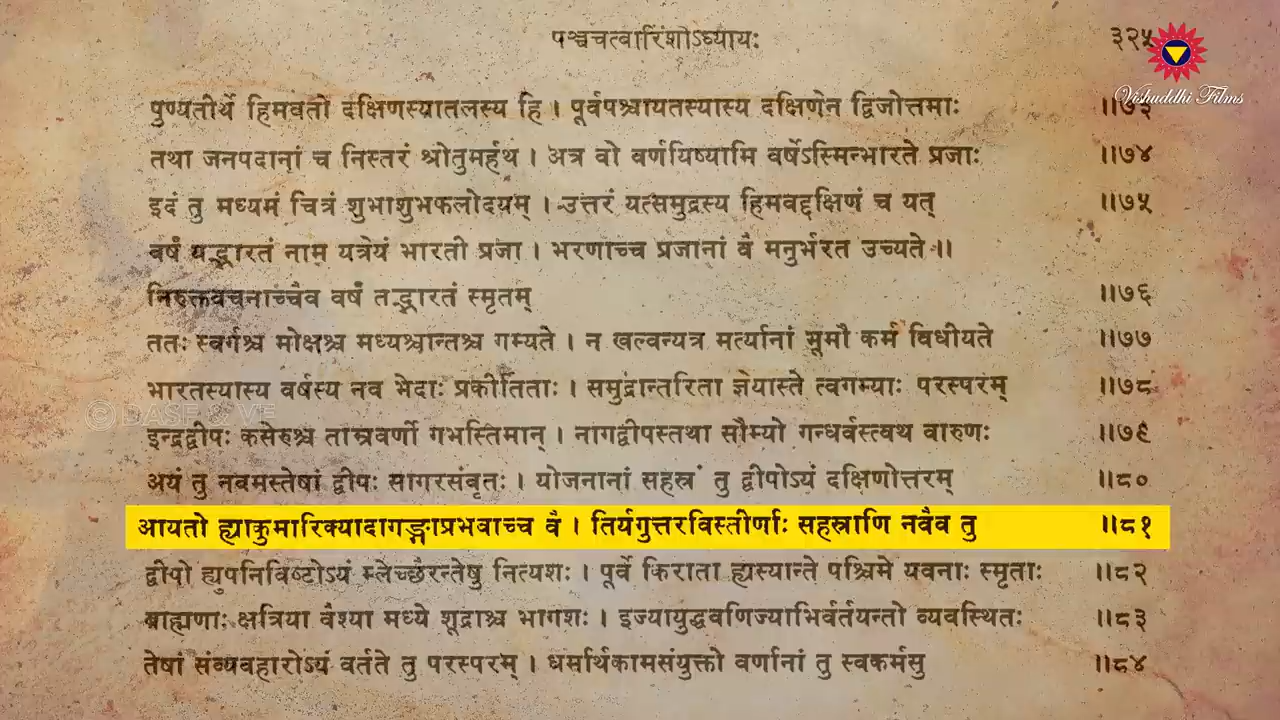 पञ्चचत्वारिंशोऽध्यायः ३२५
Vishuddhi Films
पुण्यतीर्थे हिमवतो दक्षिणस्यातलस्य हि । पूर्वपश्चायतस्यास्य दक्षिणेन द्विजोत्तमाः ॥७३
तथा जनपदानां च निस्तरं श्रोतुमर्हथ । अत्र वो वर्णयिष्यामि वर्षेऽस्मिन्भारते प्रजाः ॥७४
इदं तु मध्यमं चित्रं शुभाशुभफलोदयम् । उत्तरं यत्समुद्रस्य हिमवद्दक्षिणं च यत् ॥७५
वर्षं यद्भारतं नाम यत्रेयं भारती प्रजा । भरणाच्च प्रजानां वै मनुर्भरत उच्यते ॥
निरुक्तवचनाच्चैव वर्षं तद्भारतं स्मृतम् ॥७६
ततः स्वर्गश्च मोक्षश्च मध्यश्चान्तश्च गम्यते । न खल्वन्यत्र मर्त्यानां भूमौ कर्म विधीयते ॥७७
भारतस्यास्य वर्षस्य नव भेदाः प्रकीर्तिताः । समुद्रान्तरिता ज्ञेयास्ते त्वगम्याः परस्परम् ॥७८
इन्द्रद्वीपः कसेरुश्च ताम्रवर्णो गभस्तिमान् । नागद्वीपस्तथा सौम्यो गन्धर्वस्त्वथ वारुणः ॥७९
अयं तु नवमस्तेषां द्वीपः सागरसंवृतः । योजनानां सहस्रं तु द्वीपोऽयं दक्षिणोत्तरम् ॥८०
आयतो ह्याकुमारिक्यादागङ्गाप्रभवाच्च वै । तिर्यगुत्तरविस्तीर्णाः सहस्राणि नवैव तु ॥८१
द्वीपो ह्युपनिविष्टोऽयं म्लेच्छैरन्तेषु नित्यशः । पूर्वे किराता ह्यस्यान्ते पश्चिमे यवनाः स्मृताः ॥८२
ब्राह्मणाः क्षत्रिया वैश्या मध्ये शूद्राश्च भागशः । इज्यायुद्धवणिज्याभिर्वर्तयन्तो व्यवस्थितः ॥८३
तेषां संव्यवहारोऽयं वर्तते तु परस्परम् । धर्मार्थकामसंयुक्तो वर्णानां तु स्वकर्मसु ॥८४